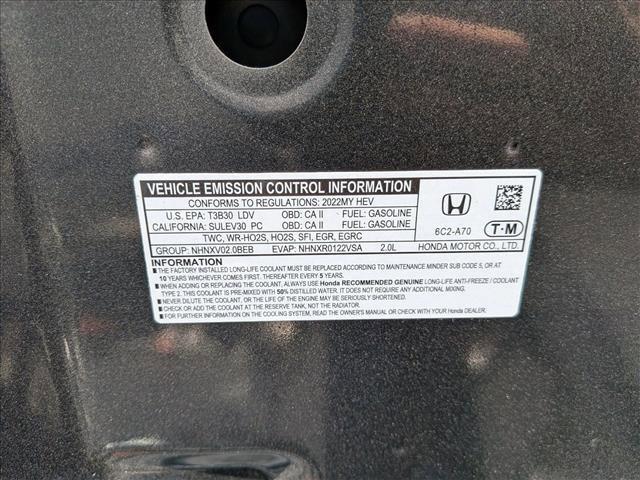 VEHICLE EMISSION CONTROL INFORMATION
CONFORMS TO REGULATIONS: 2022MY HEV
U.S. EPA: T3B30 LDV OBD: CA II FUEL: GASOLINE
CALIFORNIA: SULEV30 PC OBD: CA II FUEL: GASOLINE
TWC, WR-HO2S, HO2S, SFI, EGR, EGRC
GROUP: NHNXV02.0BEB EVAP: NHNXR0122VSA 2.0L
6C2-A70 T·M
HONDA MOTOR CO., LTD.
INFORMATION
■ THE FACTORY INSTALLED LONG-LIFE COOLANT MUST BE REPLACED ACCORDING TO MAINTENANCE MINDER SUB CODE 5, OR AT
10 YEARS WHICHEVER COMES FIRST. THEREAFTER EVERY 5 YEARS.
■ WHEN ADDING OR REPLACING THE COOLANT, ALWAYS USE Honda RECOMMENDED GENUINE LONG-LIFE ANTI-FREEZE / COOLANT
TYPE 2. THIS COOLANT IS PRE-MIXED WITH 50% DISTILLED WATER. IT DOES NOT REQUIRE ANY ADDITIONAL MIXING.
■ NEVER DILUTE THE COOLANT, OR THE LIFE OF THE ENGINE MAY BE SUBSTANTIALLY SHORTENED.
■ CHECK OR ADD THE COOLANT AT THE RESERVE TANK, NOT THE RADIATOR.
■ FOR FURTHER INFORMATION ON THE COOLING SYSTEM, READ THE OWNER'S MANUAL OR CHECK WITH YOUR Honda DEALER.